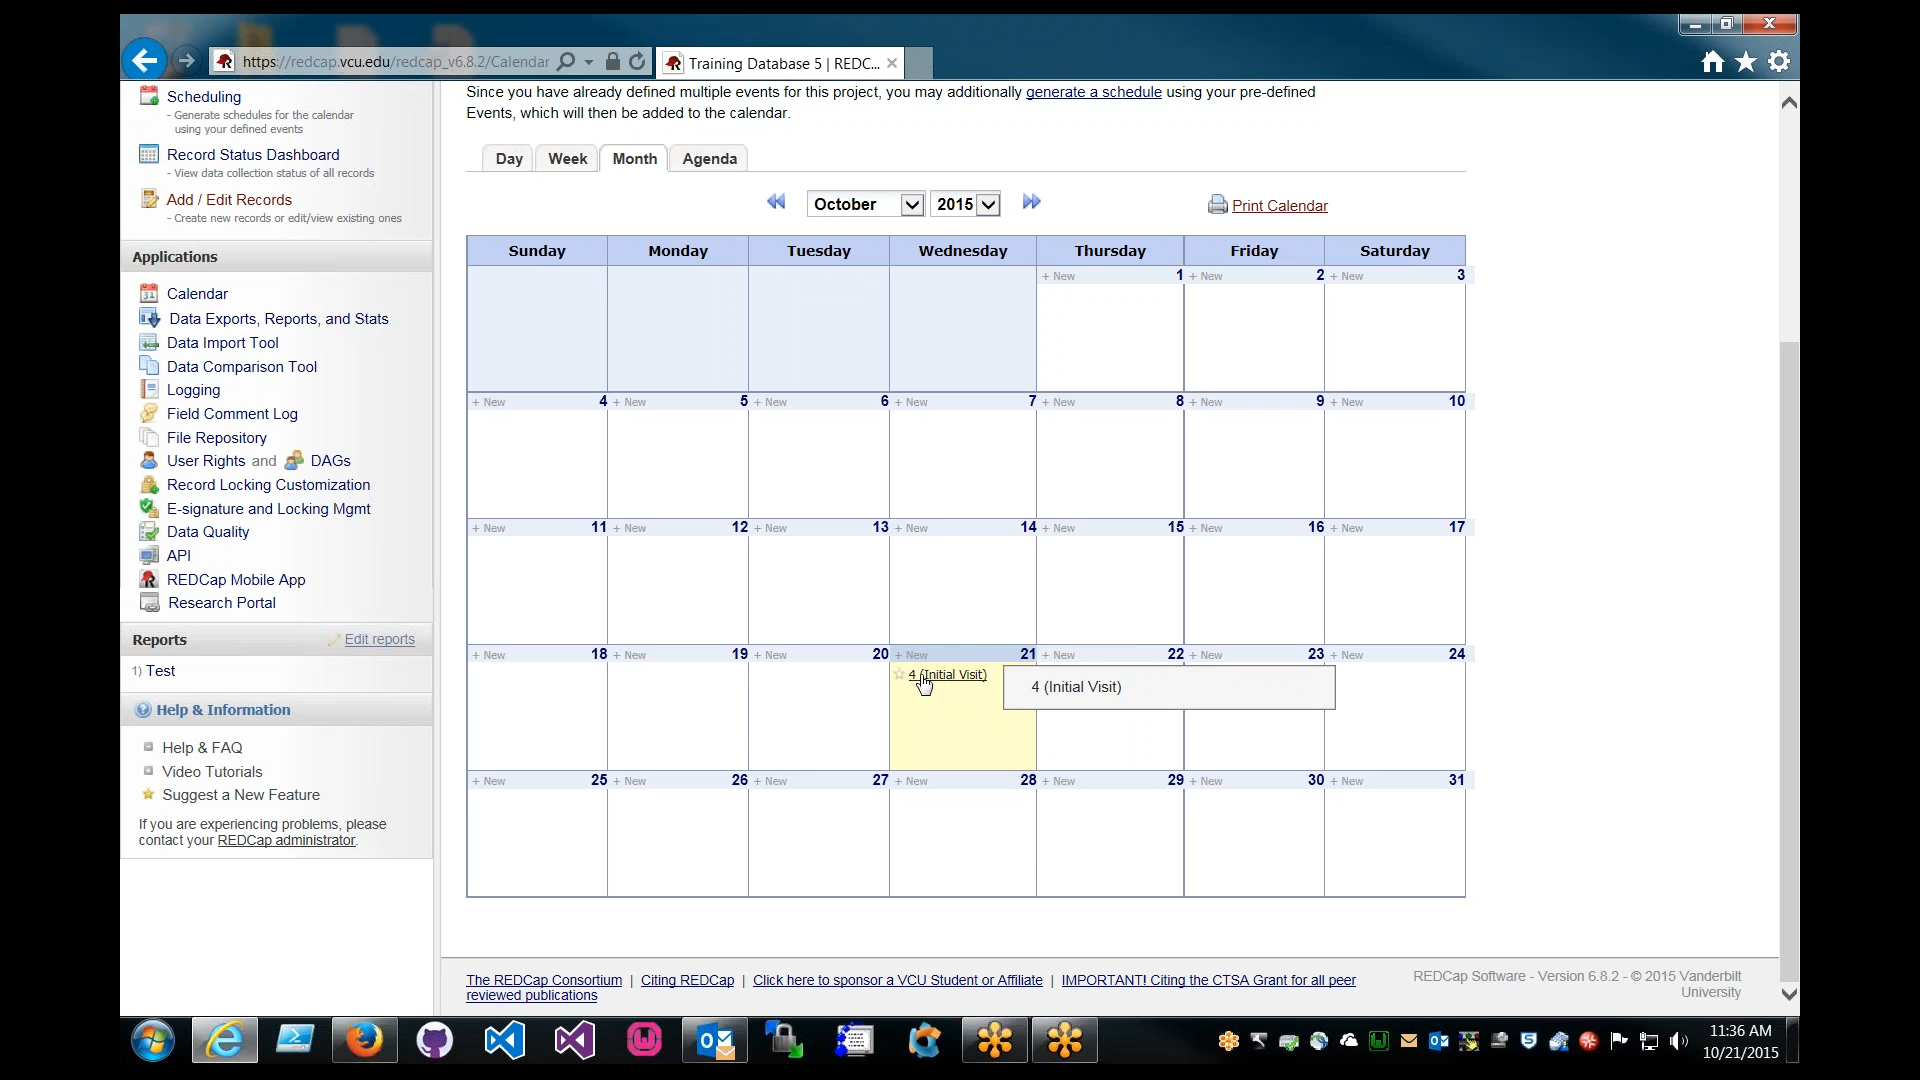 https://redcap.vcu.edu/redcap_v6.8.2/Calendar
Training Database 5 | REDC...
Scheduling
- Generate schedules for the calendar
using your defined events
Record Status Dashboard
- View data collection status of all records
Add / Edit Records
- Create new records or edit/view existing ones
Applications
Calendar
Data Exports, Reports, and Stats
Data Import Tool
Data Comparison Tool
Logging
Field Comment Log
File Repository
User Rights and DAGs
Record Locking Customization
E-signature and Locking Mgmt
Data Quality
API
REDCap Mobile App
Research Portal
Reports Edit reports
1) Test
Help & Information
Help & FAQ
Video Tutorials
Suggest a New Feature
If you are experiencing problems, please
contact your REDCap administrator.
Since you have already defined multiple events for this project, you may additionally generate a schedule using your pre-defined
Events, which will then be added to the calendar.
Day Week Month Agenda
October 2015 Print Calendar
Sunday Monday Tuesday Wednesday Thursday Friday Saturday
+ New 1 + New 2 + New 3
+ New 4 + New 5 + New 6 + New 7 + New 8 + New 9 + New 10
+ New 11 + New 12 + New 13 + New 14 + New 15 + New 16 + New 17
+ New 18 + New 19 + New 20 + New 21 + New 22 + New 23 + New 24
4 (Initial Visit) 4 (Initial Visit)
+ New 25 + New 26 + New 27 + New 28 + New 29 + New 30 + New 31
The REDCap Consortium | Citing REDCap | Click here to sponsor a VCU Student or Affiliate | IMPORTANT! Citing the CTSA Grant for all peer
reviewed publications
REDCap Software - Version 6.8.2 - © 2015 Vanderbilt
University
11:36 AM
10/21/2015